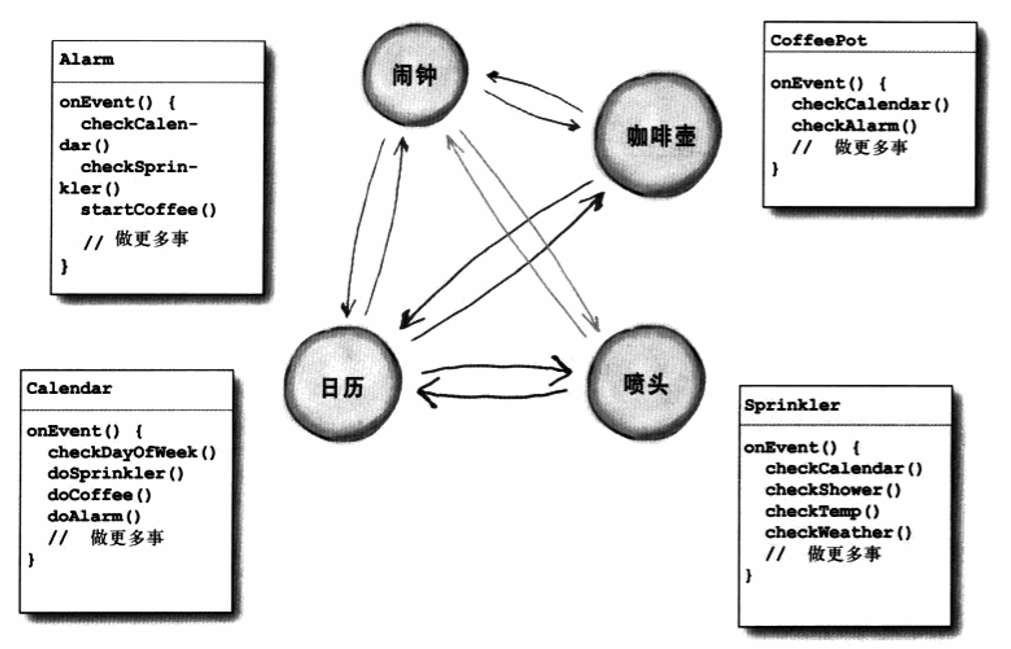 Alarm
onEvent() {
checkCalen-
dar()
checkSprin-
kler()
startCoffee()
// 做更多事
}
闹钟
咖啡壶
CoffeePot
onEvent() {
checkCalendar()
checkAlarm()
// 做更多事
}
日历
喷头
Calendar
onEvent() {
checkDayOfWeek()
doSprinkler()
doCoffee()
doAlarm()
// 做更多事
}
Sprinkler
onEvent() {
checkCalendar()
checkShower()
checkTemp()
checkWeather()
// 做更多事
}